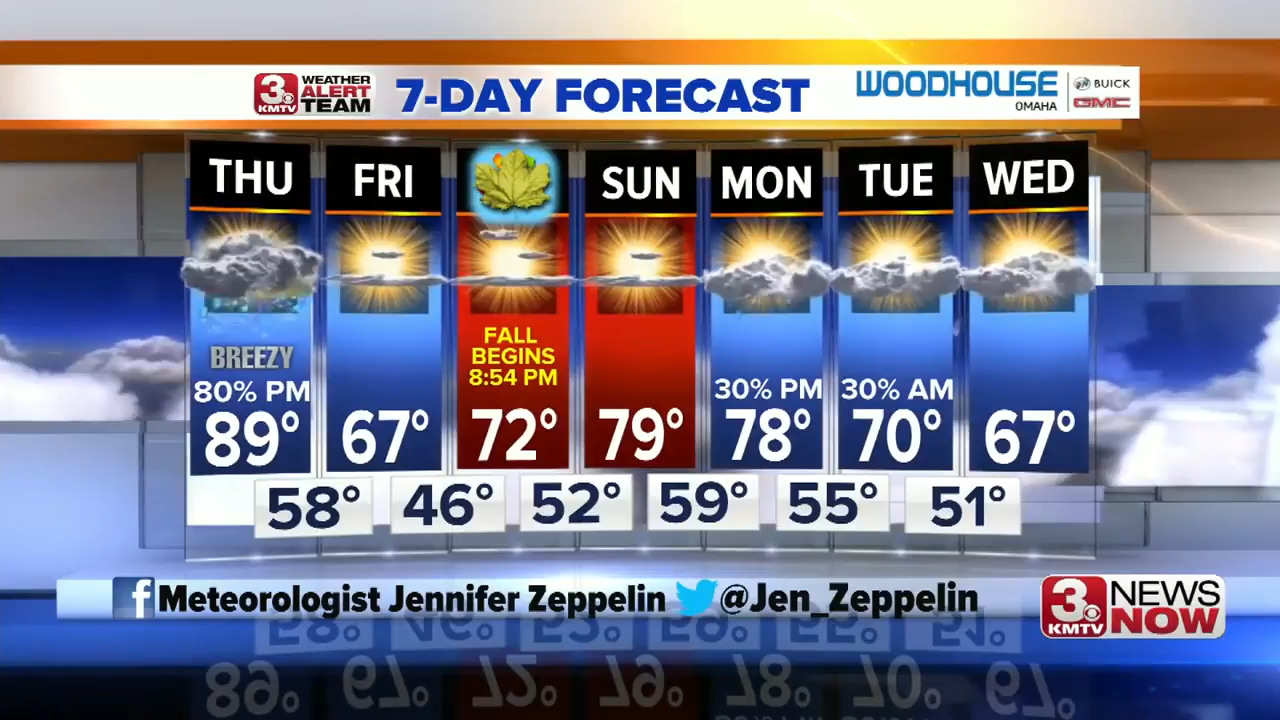 3
KMTV
WEATHER
ALERT
TEAM
7-DAY FORECAST
WOODHOUSE
OMAHA
BUICK
GMC
THU
FRI
SUN
MON
TUE
WED
BREEZY
80% PM
89°
67°
FALL
BEGINS
8:54 PM
72°
79°
30% PM
78°
30% AM
70°
67°
58°
46°
52°
59°
55°
51°
f Meteorologist Jennifer Zeppelin @Jen_Zeppelin
3
KMTV
NEWS
NOW